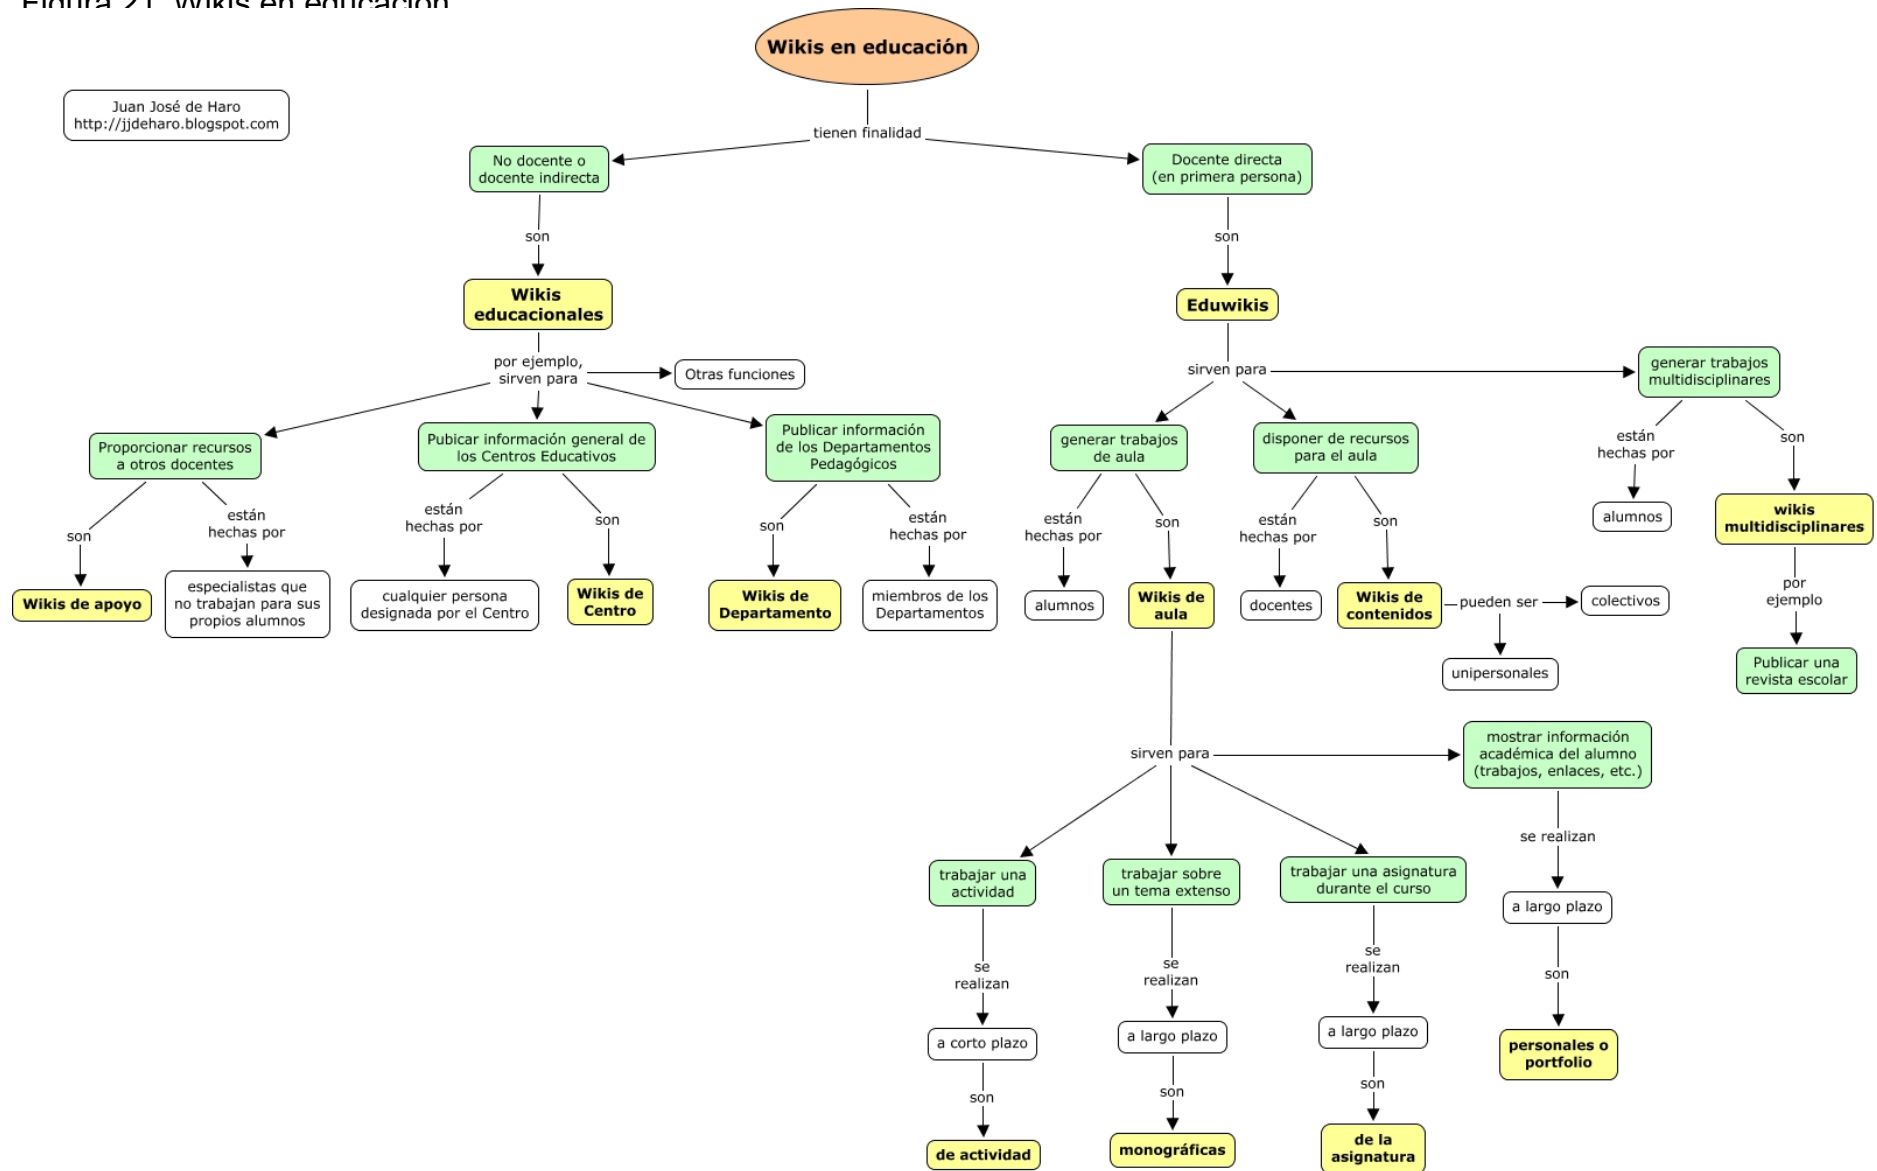 Figura 21. Wikis en educación
Wikis en educación
Juan José de Haro
http://jjdeharo.blogspot.com
tienen finalidad
No docente o
docente indirecta
Docente directa
(en primera persona)
son
son
Wikis
educacionales
Eduwikis
por ejemplo,
sirven para
Otras funciones
sirven para
generar trabajos
multidisciplinares
Proporcionar recursos
a otros docentes
Pubicar información general de
los Centros Educativos
Publicar información
de los Departamentos
Pedagógicos
generar trabajos
de aula
disponer de recursos
para el aula
están
hechas por
son
alumnos
wikis
multidisciplinares
son
están
hechas por
están
hechas por
son
son
están
hechas por
están
hechas por
son
están
hechas por
son
Wikis de apoyo
especialistas que
no trabajan para sus
propios alumnos
cualquier persona
designada por el Centro
Wikis de
Centro
Wikis de
Departamento
miembros de los
Departamentos
alumnos
Wikis de
aula
docentes
Wikis de
contenidos
pueden ser
colectivos
unipersonales
por
ejemplo
Publicar una
revista escolar
sirven para
mostrar información
académica del alumno
(trabajos, enlaces, etc.)
trabajar una
actividad
trabajar sobre
un tema extenso
trabajar una asignatura
durante el curso
se realizan
a largo plazo
se
realizan
se
realizan
se
realizan
son
a corto plazo
a largo plazo
a largo plazo
personales o
portfolio
son
son
son
de actividad
monográficas
de la
asignatura